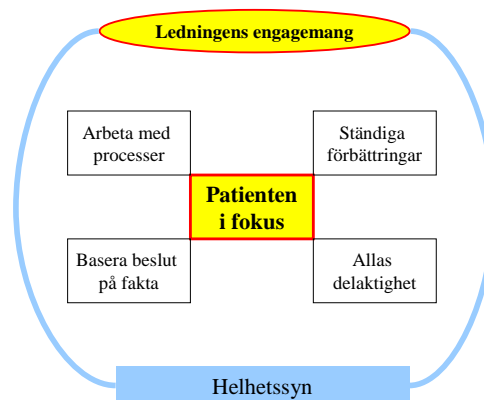 Ledningens engagemang
Arbeta med
processer
Ständiga
förbättringar
Patienten
i fokus
Basera beslut
på fakta
Allas
delaktighet
Helhetssyn